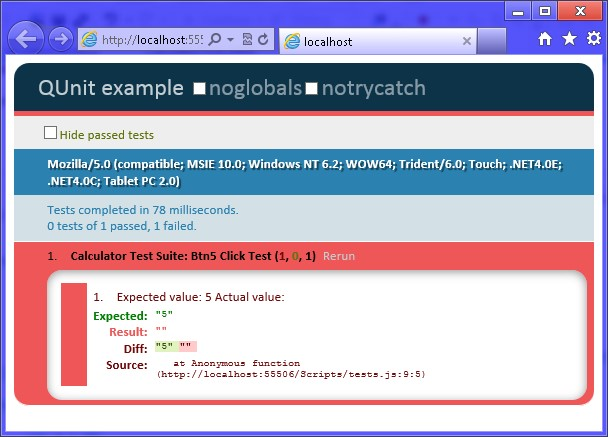 http://localhost:555
localhost
QUnit example noglobals notrycatch
Hide passed tests
Mozilla/5.0 (compatible; MSIE 10.0; Windows NT 6.2; WOW64; Trident/6.0; Touch; .NET4.0E;
.NET4.0C; Tablet PC 2.0)
Tests completed in 78 milliseconds.
0 tests of 1 passed, 1 failed.
1. Calculator Test Suite: Btn5 Click Test (1, 0, 1) Rerun
1. Expected value: 5 Actual value:
Expected: "5"
Result: ""
Diff: "5" ""
Source: at Anonymous function
(http://localhost:55506/Scripts/tests.js:9:5)